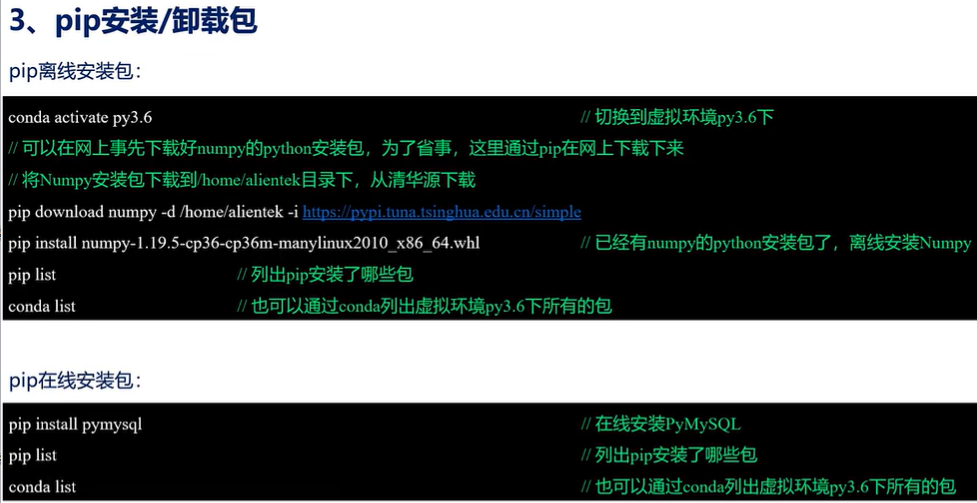 3、pip安装/卸载包
pip离线安装包：
conda activate py3.6 // 切换到虚拟环境py3.6下
// 可以在网上事先下载好numpy的python安装包，为了省事，这里通过pip在网上下载下来
// 将Numpy安装包下载到/home/alientek目录下，从清华源下载
pip download numpy -d /home/alientek -i https://pypi.tuna.tsinghua.edu.cn/simple
pip install numpy-1.19.5-cp36-cp36m-manylinux2010_x86_64.whl // 已经有numpy的python安装包了，离线安装Numpy
pip list // 列出pip安装了哪些包
conda list // 也可以通过conda列出虚拟环境py3.6下所有的包
pip在线安装包：
pip install pymysql // 在线安装PyMySQL
pip list // 列出pip安装了哪些包
conda list // 也可以通过conda列出虚拟环境py3.6下所有的包